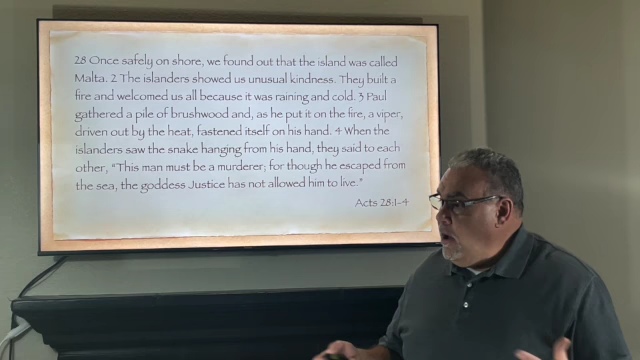 28 Once safely on shore, we found out that the island was called
Malta. 2 The islanders showed us unusual kindness. They built a
fire and welcomed us all because it was raining and cold. 3 Paul
gathered a pile of brushwood and, as he put it on the fire, a viper,
driven out by the heat, fastened itself on his hand. 4 When the
islanders saw the snake hanging from his hand, they said to each
other, "This man must be a murderer; for though he escaped from
the sea, the goddess Justice has not allowed him to live."
Acts 28:1-4